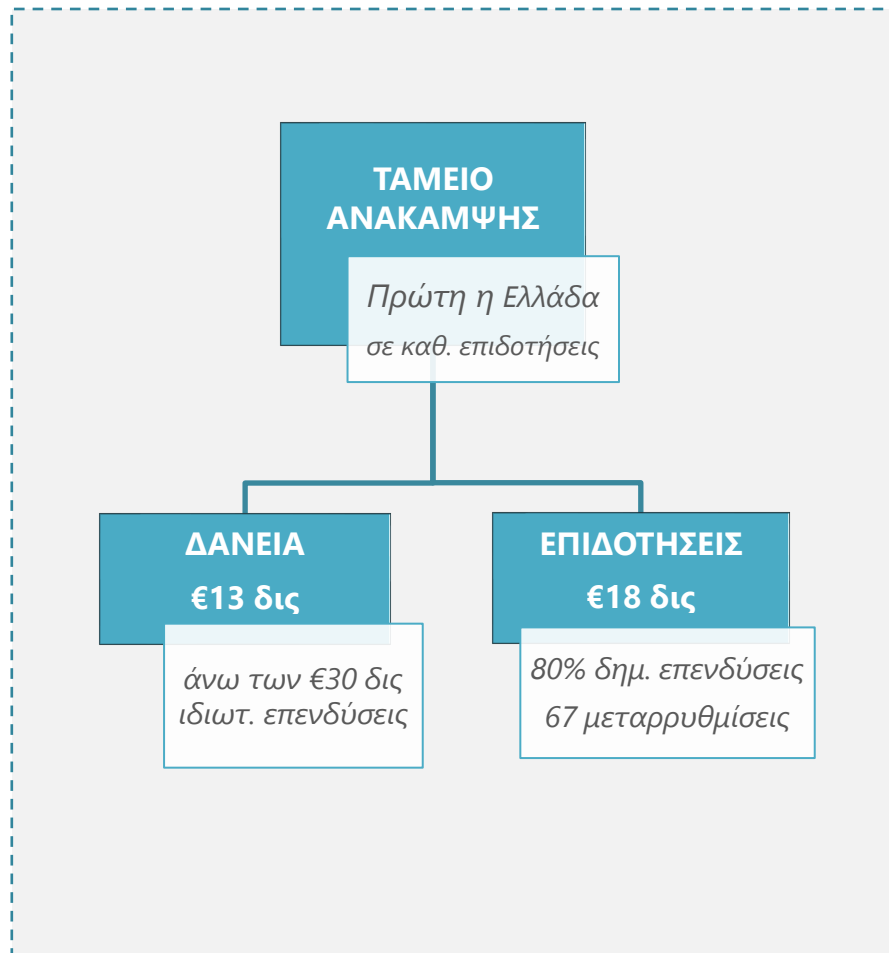 ΤΑΜΕΙΟ
ΑΝΑΚΑΜΨΗΣ
Πρώτη η Ελλάδα
σε καθ. επιδοτήσεις
ΔΑΝΕΙΑ
€13 δις
άνω των €30 δις
ιδιωτ. επενδύσεις
ΕΠΙΔΟΤΗΣΕΙΣ
€18 δις
80% δημ. επενδύσεις
67 μεταρρυθμίσεις